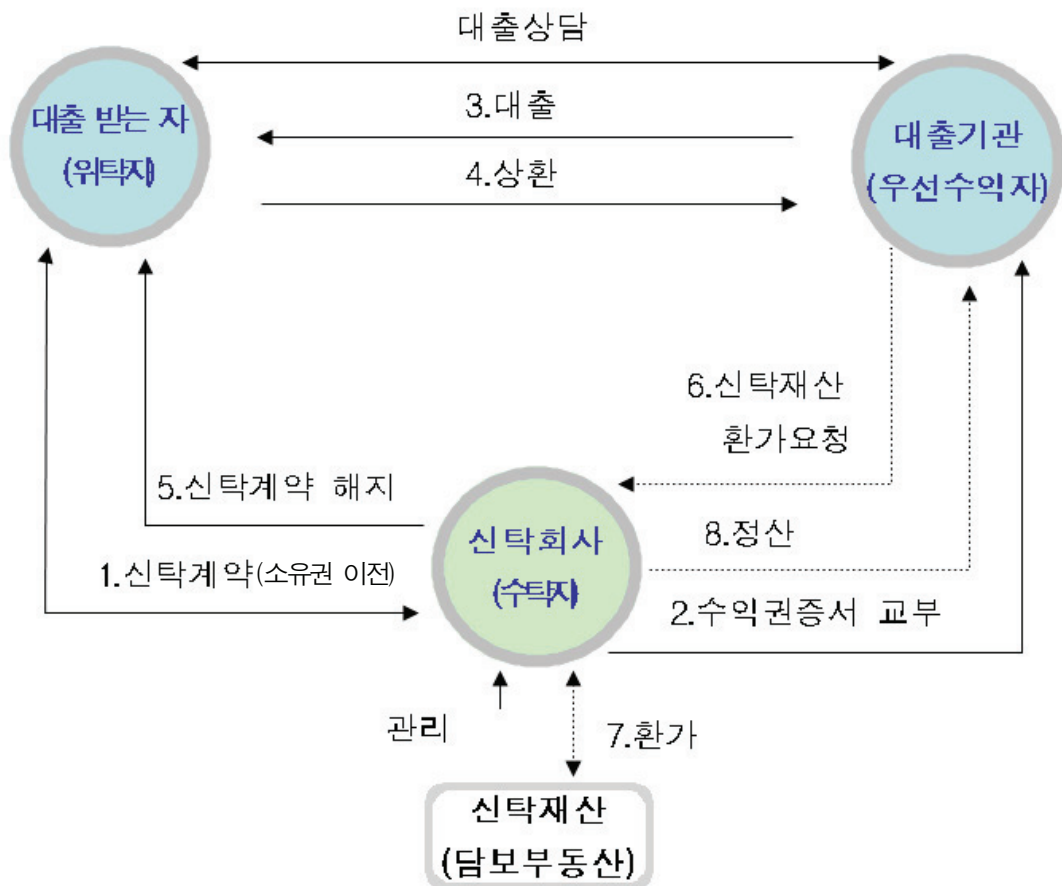 대출상담
대출 받는 자
(위탁자)
3.대출
4.상환
대출기관
(우선수익자)
6.신탁재산
환가요청
5.신탁계약 해지
신탁회사
(수탁자)
8.정산
1.신탁계약(소유권 이전)
2.수익권증서 교부
관리
7.환가
신탁재산
(담보부동산)